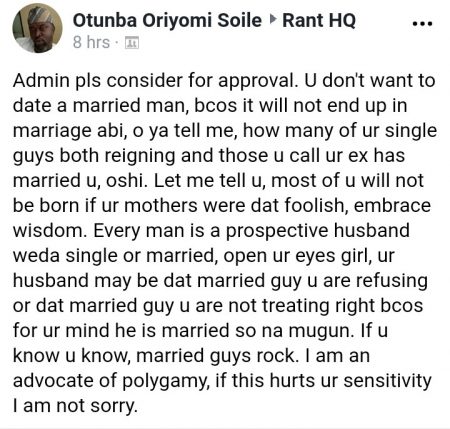 Otunba Oriyomi Soile ▸ Rant HQ
8 hrs ·
Admin pls consider for approval. U don't want to
date a married man, bcos it will not end up in
marriage abi, o ya tell me, how many of ur single
guys both reigning and those u call ur ex has
married u, oshi. Let me tell u, most of u will not
be born if ur mothers were dat foolish, embrace
wisdom. Every man is a prospective husband
weda single or married, open ur eyes girl, ur
husband may be dat married guy u are refusing
or dat married guy u are not treating right bcos
for ur mind he is married so na mugun. If u
know u know, married guys rock. I am an
advocate of polygamy, if this hurts ur sensitivity
I am not sorry.